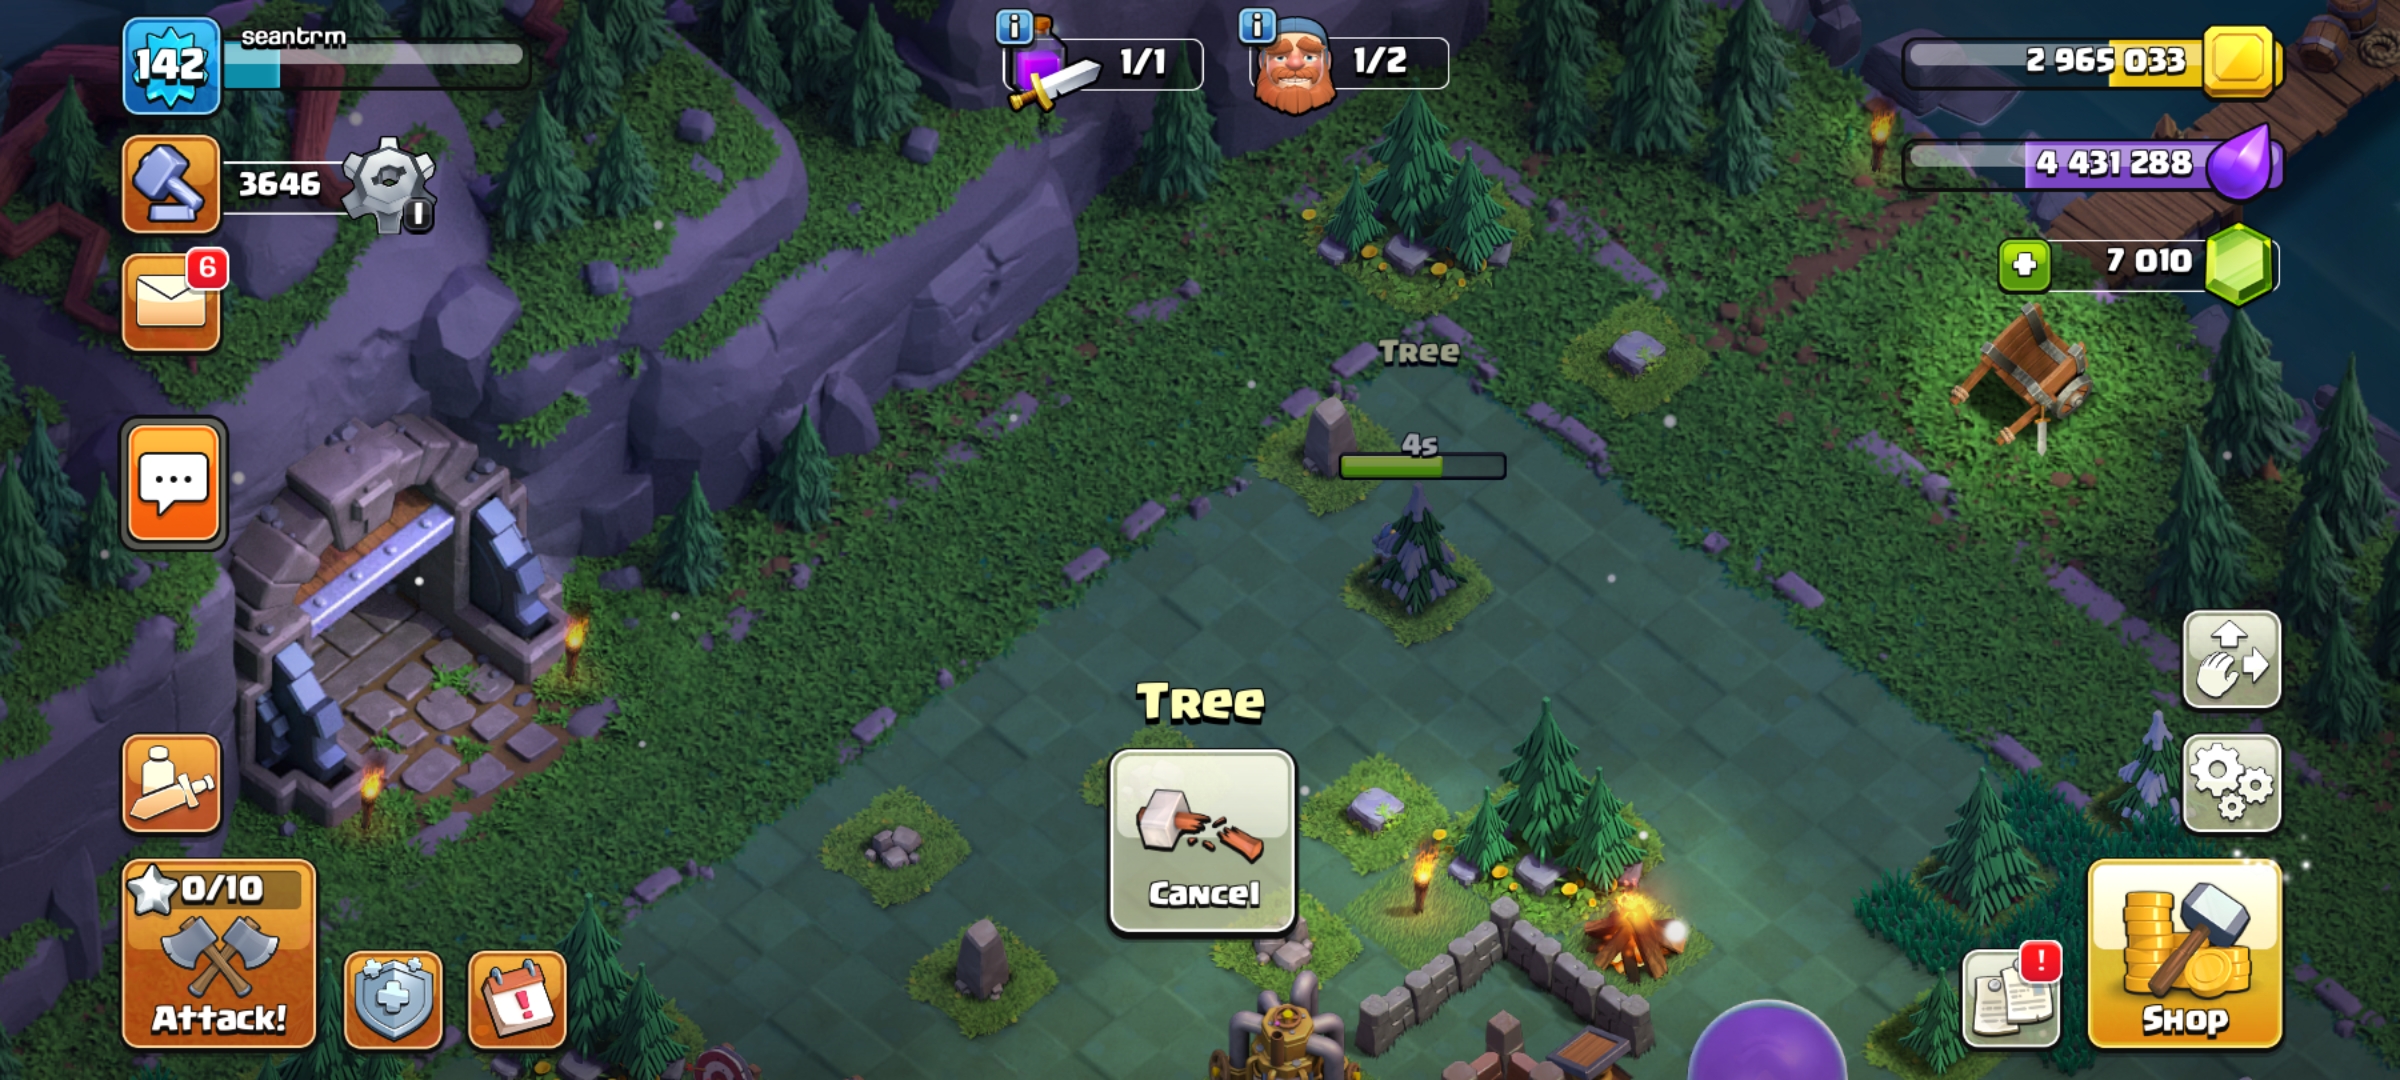 142
seantrm
1/1
1/2
2 965 033
3646
I
4 431 288
6
7 010
Tree
4s
Tree
Cancel
0/10
Attack!
!
Shop